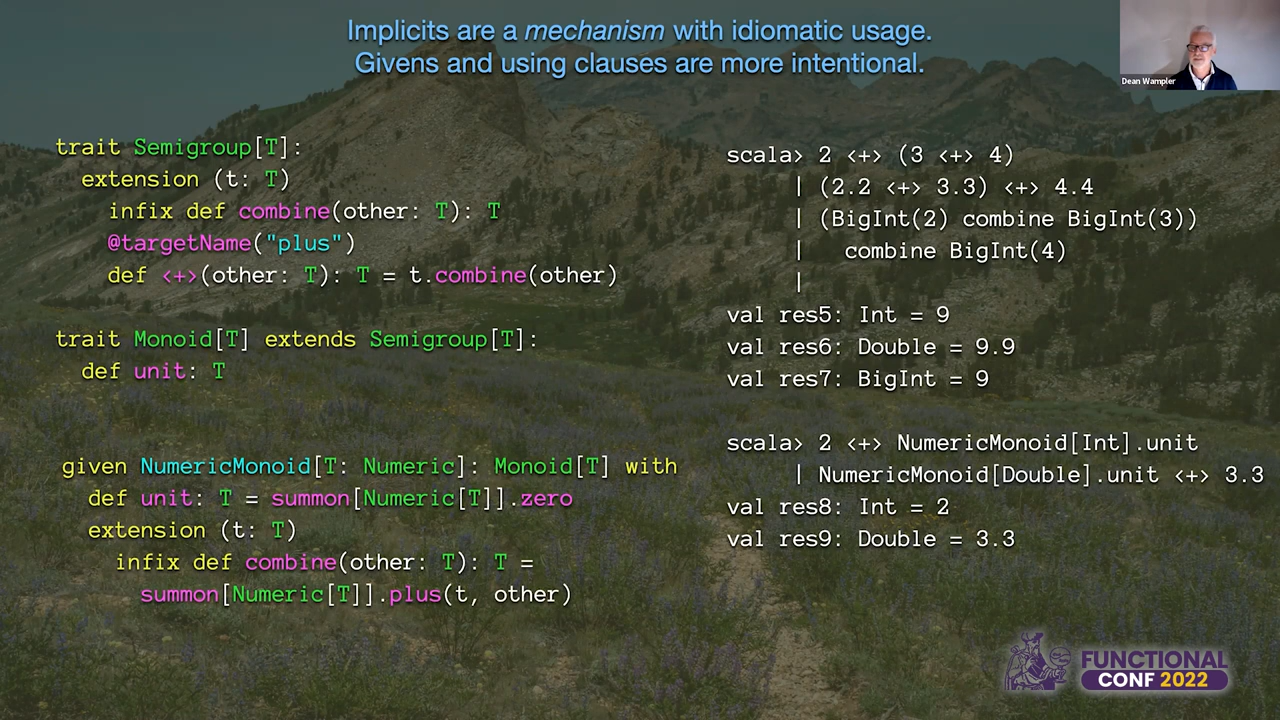 Implicits are a mechanism with idiomatic usage.
Givens and using clauses are more intentional.
Dean Wampler
trait Semigroup[T]:
  extension (t: T)
    infix def combine(other: T): T
    @targetName("plus")
    def <+>(other: T): T = t.combine(other)
trait Monoid[T] extends Semigroup[T]:
  def unit: T
given NumericMonoid[T: Numeric]: Monoid[T] with
  def unit: T = summon[Numeric[T]].zero
  extension (t: T)
    infix def combine(other: T): T =
      summon[Numeric[T]].plus(t, other)
scala> 2 <+> (3 <+> 4)
     | (2.2 <+> 3.3) <+> 4.4
     | (BigInt(2) combine BigInt(3))
     |   combine BigInt(4)
     |
val res5: Int = 9
val res6: Double = 9.9
val res7: BigInt = 9
scala> 2 <+> NumericMonoid[Int].unit
     | NumericMonoid[Double].unit <+> 3.3
val res8: Int = 2
val res9: Double = 3.3
FUNCTIONAL
CONF 2022